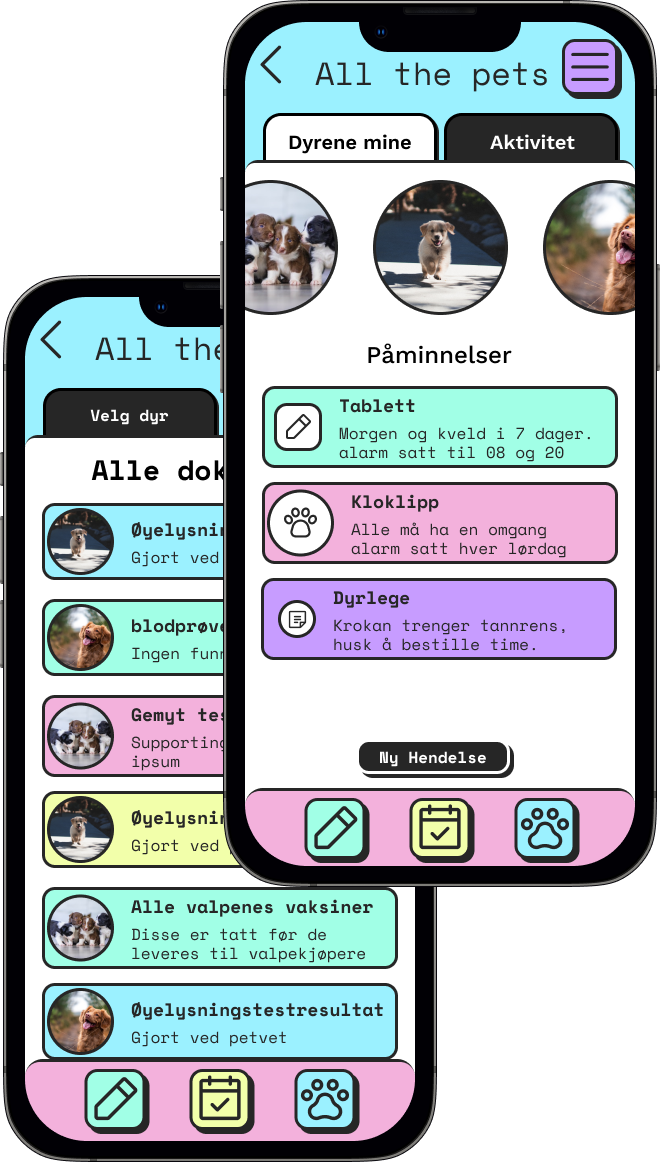 All the pets
Dyrene mine
Aktivitet
Påminnelser
Tablett
Morgen og kveld i 7 dager.
alarm satt til 08 og 20
Kloklipp
Alle må ha en omgang
alarm satt hver lørdag
Dyrlege
Krokan trenger tannrens,
husk å bestille time.
Ny Hendelse
All the
Velg dyr
Alle dok
Øyelysnin
Gjort ved
blodprøve
Ingen funn
Gemyt tes
Supporting
ipsum
Øyelysnin
Gjort ved
Alle valpenes vaksiner
Disse er tatt før de
leveres til valpekjøpere
Øyelysningstestresultat
Gjort ved petvet